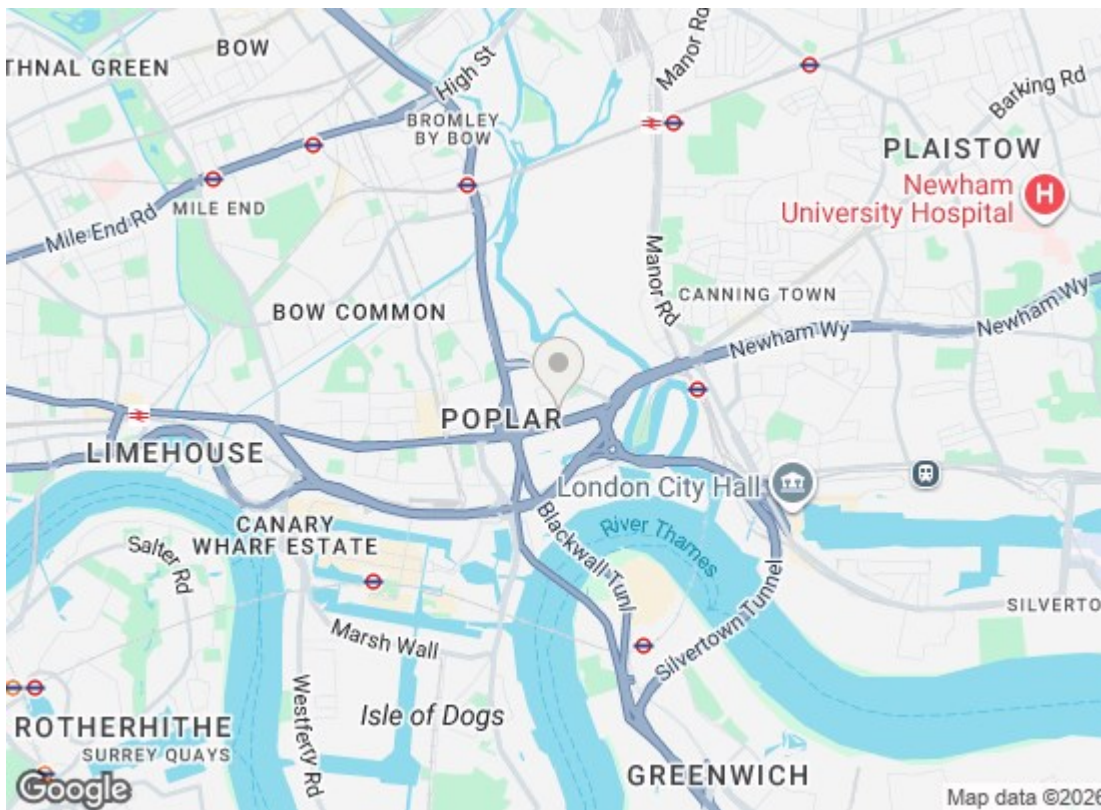 BOW
THNAL GREEN
High St
Manor Rd
BROMLEY
BY BOW
Barking Rd
PLAISTOW
Newham
University Hospital
H
MILE END
Mile End Rd
Manor Rd
CANNING TOWN
BOW COMMON
Newham Wy
Newham Wy
POPLAR
LIMEHOUSE
London City Hall
CANARY
WHARF ESTATE
River Thames
Blackwall Tunl
Salter Rd
Silvertown Tunnel
SILVERTO
Marsh Wall
Westferry Rd
Isle of Dogs
ROTHERHITHE
SURREY QUAYS
GREENWICH
Google
Map data ©2026